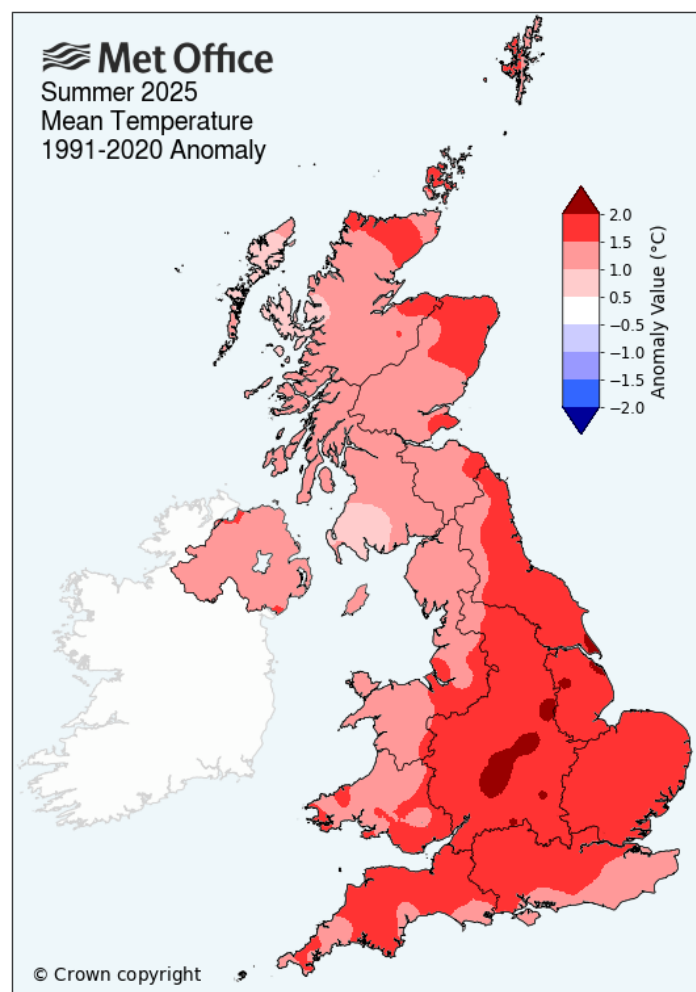 Met Office
Summer 2025
Mean Temperature
1991-2020 Anomaly
2.0
1.5
1.0
0.5
−0.5
−1.0
−1.5
−2.0
Anomaly Value (°C)
© Crown copyright